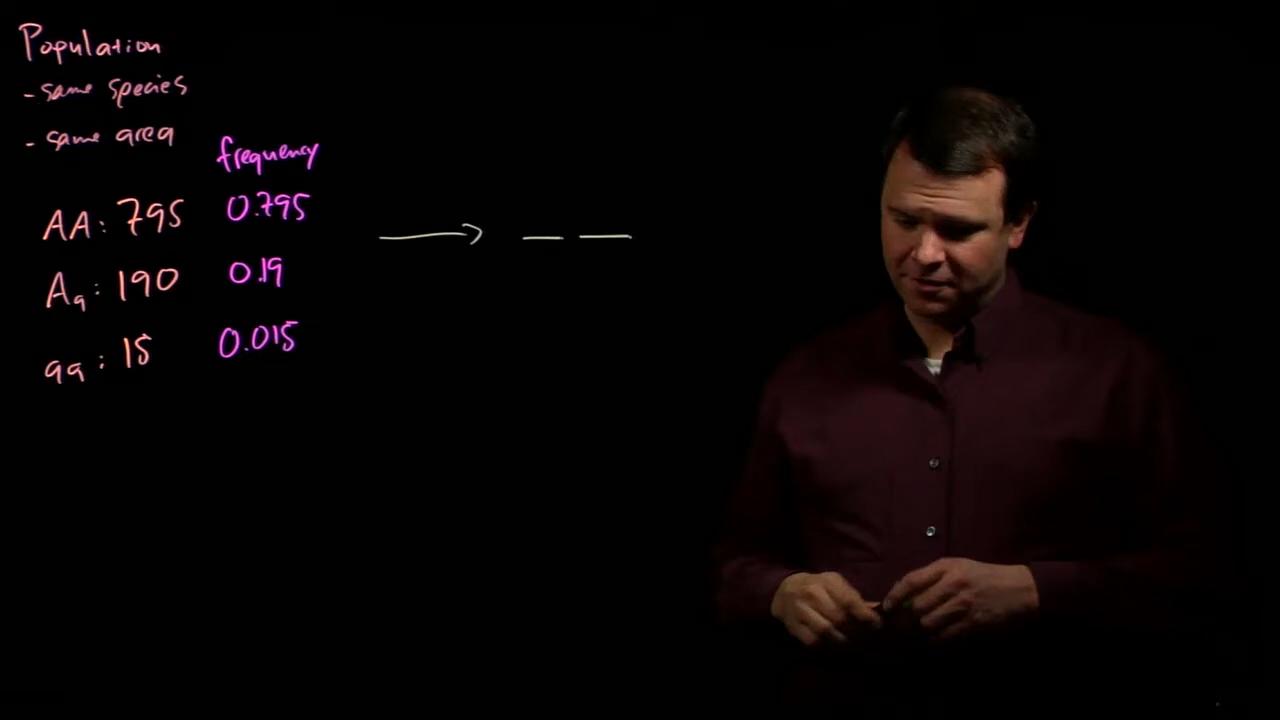 Population
- same species
- same area
frequency
AA: 795 0.795
Aa: 190 0.19
aa: 15 0.015